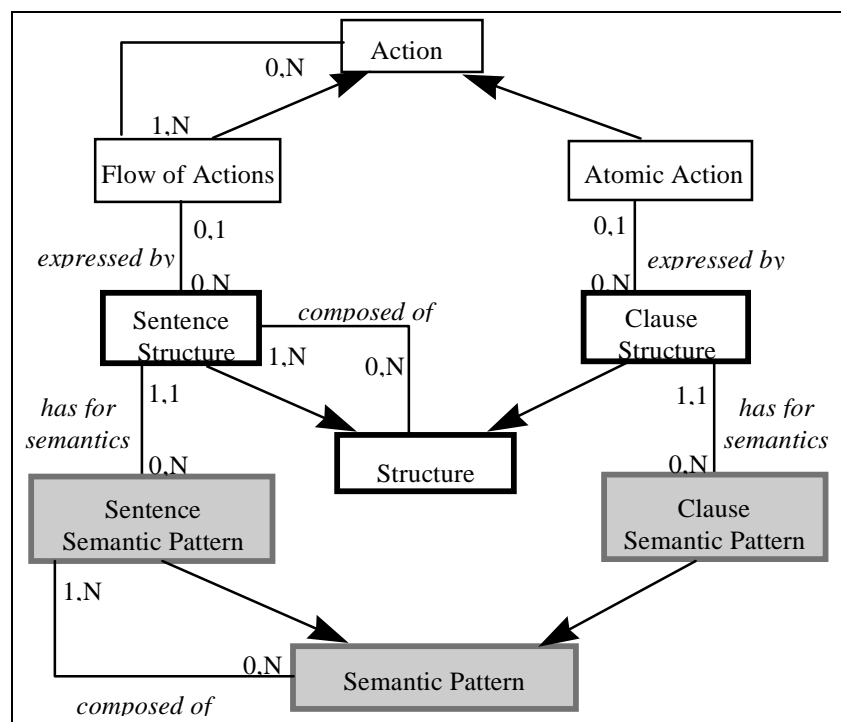 Action
0,N
1,N
Flow of Actions
Atomic Action
0,1
0,1
expressed by
expressed by
0,N
0,N
Sentence
Structure
composed of
Clause
Structure
1,N
0,N
1,1
1,1
has for
semantics
has for
semantics
Structure
0,N
0,N
Sentence
Semantic Pattern
Clause
Semantic Pattern
1,N
0,N
Semantic Pattern
composed of